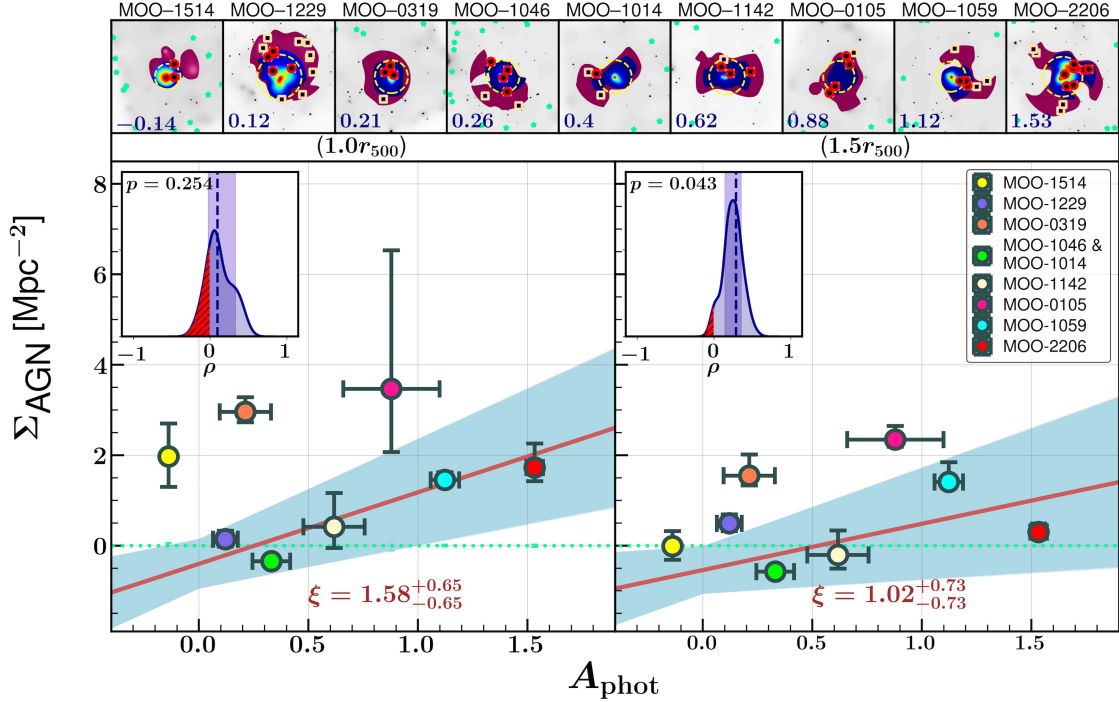 MOO-1514 MOO-1229 MOO-0319 MOO-1046 MOO-1014 MOO-1142 MOO-0105 MOO-1059 MOO-2206
−0.14 0.12 0.21 0.26 0.4 0.62 0.88 1.12 1.53
(1.0r₅₀₀) (1.5r₅₀₀)
Σ_AGN [Mpc⁻²]
8
6
4
2
0
p = 0.254
−1 0 1
ρ
ξ = 1.58^{+0.65}_{−0.65}
0.0 0.5 1.0 1.5
p = 0.043
−1 0 1
ρ
MOO-1514
MOO-1229
MOO-0319
MOO-1046 &
MOO-1014
MOO-1142
MOO-0105
MOO-1059
MOO-2206
ξ = 1.02^{+0.73}_{−0.73}
0.0 0.5 1.0 1.5
A_phot